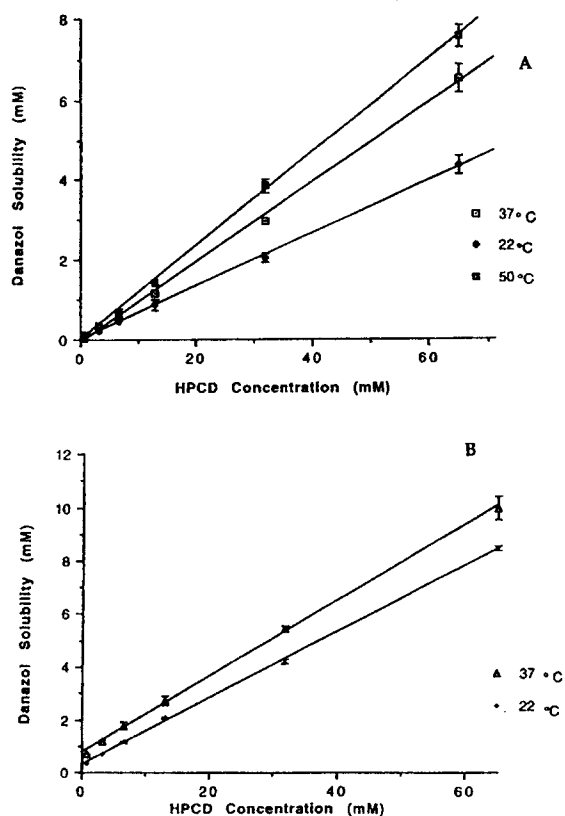 8
A
6
4
2
0
Danazol Solubility (mM)
37° C
22 °C
50 °C
0 20 40 60
HPCD Concentration (mM)
B
12
10
8
6
4
2
0
Danazol Solubility (mM)
37 ° C
22 °C
0 20 40 60
HPCD Concentration (mM)